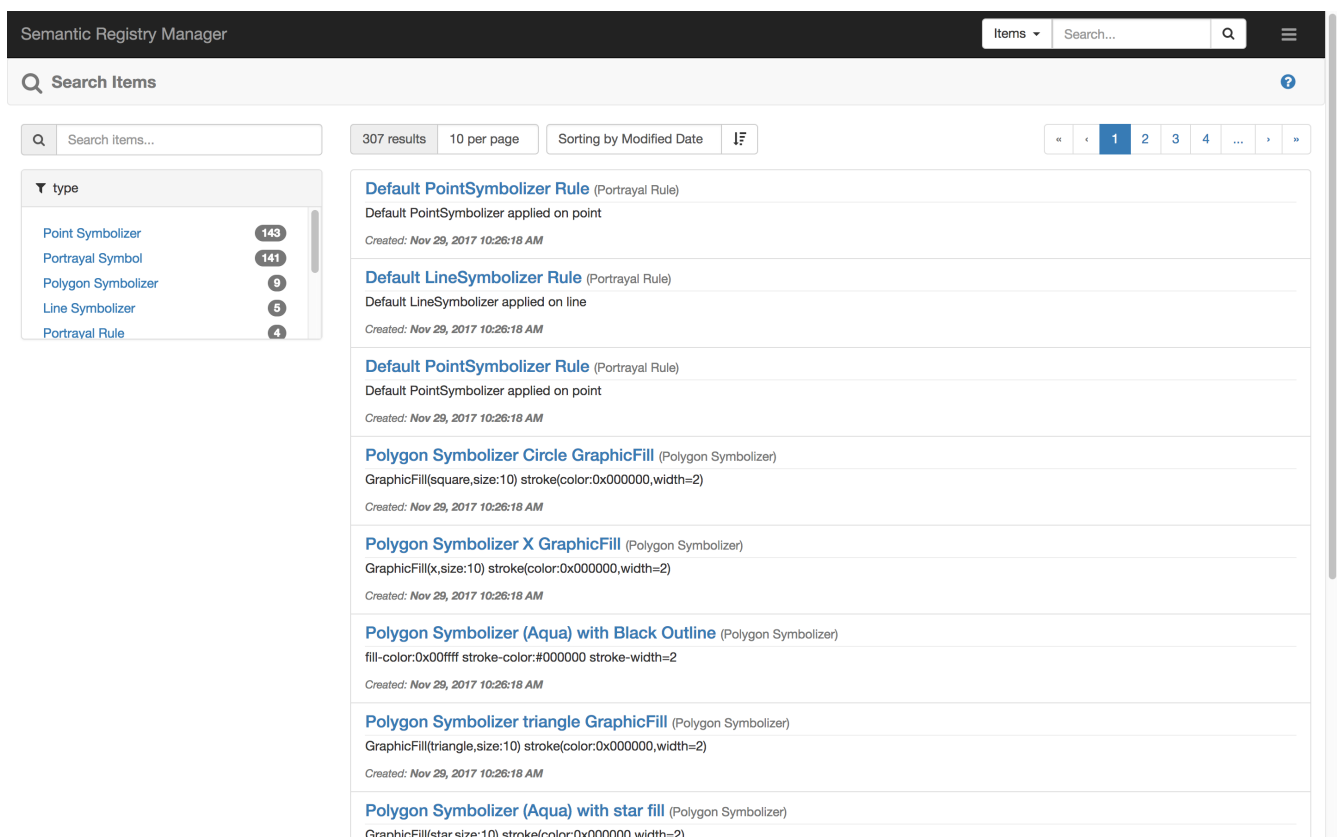 Semantic Registry Manager
Items
Search...
Search Items
Search items...
307 results
10 per page
Sorting by Modified Date
« ‹ 1 2 3 4 ... › »
type
Point Symbolizer 143
Portrayal Symbol 141
Polygon Symbolizer 9
Line Symbolizer 5
Portrayal Rule 4
Default PointSymbolizer Rule (Portrayal Rule)
Default PointSymbolizer applied on point
Created: Nov 29, 2017 10:26:18 AM
Default LineSymbolizer Rule (Portrayal Rule)
Default LineSymbolizer applied on line
Created: Nov 29, 2017 10:26:18 AM
Default PointSymbolizer Rule (Portrayal Rule)
Default PointSymbolizer applied on point
Created: Nov 29, 2017 10:26:18 AM
Polygon Symbolizer Circle GraphicFill (Polygon Symbolizer)
GraphicFill(square,size:10) stroke(color:0x000000,width=2)
Created: Nov 29, 2017 10:26:18 AM
Polygon Symbolizer X GraphicFill (Polygon Symbolizer)
GraphicFill(x,size:10) stroke(color:0x000000,width=2)
Created: Nov 29, 2017 10:26:18 AM
Polygon Symbolizer (Aqua) with Black Outline (Polygon Symbolizer)
fill-color:0x00ffff stroke-color:#000000 stroke-width=2
Created: Nov 29, 2017 10:26:18 AM
Polygon Symbolizer triangle GraphicFill (Polygon Symbolizer)
GraphicFill(triangle,size:10) stroke(color:0x000000,width=2)
Created: Nov 29, 2017 10:26:18 AM
Polygon Symbolizer (Aqua) with star fill (Polygon Symbolizer)
GraphicFill(star,size:10) stroke(color:0x000000,width=2)